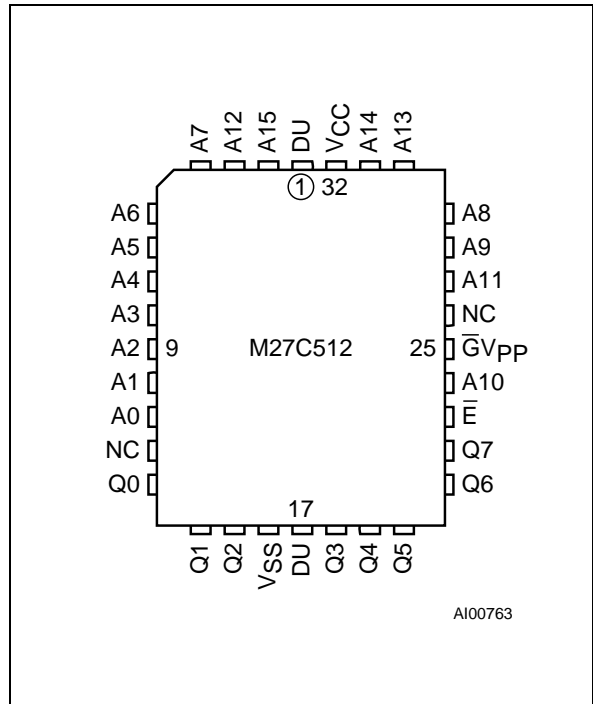 A7 A12 A15 DU VCC A14 A13
① 32
A6 A8
A5 A9
A4 A11
A3 NC
A2 9 M27C512 25 G̅VPP
A1 A10
A0 E̅
NC Q7
Q0 Q6
17
Q1 Q2 VSS DU Q3 Q4 Q5
AI00763